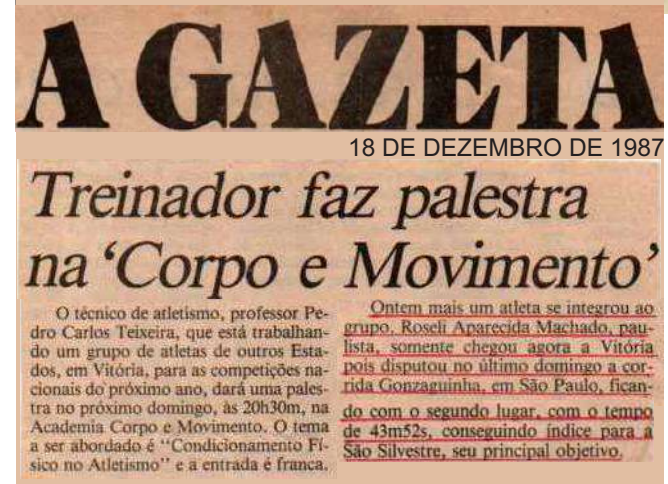 A GAZETA
18 DE DEZEMBRO DE 1987
Treinador faz palestra
na ‘Corpo e Movimento’
O técnico de atletismo, professor Pe-
dro Carlos Teixeira, que está trabalhan-
do um grupo de atletas de outros Esta-
dos, em Vitória, para as competições na-
cionais do próximo ano, dará uma pales-
tra no próximo domingo, às 20h30m, na
Academia Corpo e Movimento. O tema
a ser abordado é ‘‘Condicionamento Fí-
sico no Atletismo’’ e a entrada é franca.
Ontem mais um atleta se integrou ao
grupo. Roseli Aparecida Machado, pau-
lista, somente chegou agora a Vitória
pois disputou no último domingo a cor-
rida Gonzaguinha, em São Paulo, fican-
do com o segundo lugar, com o tempo
de 43m52s, conseguindo índice para a
São Silvestre, seu principal objetivo.